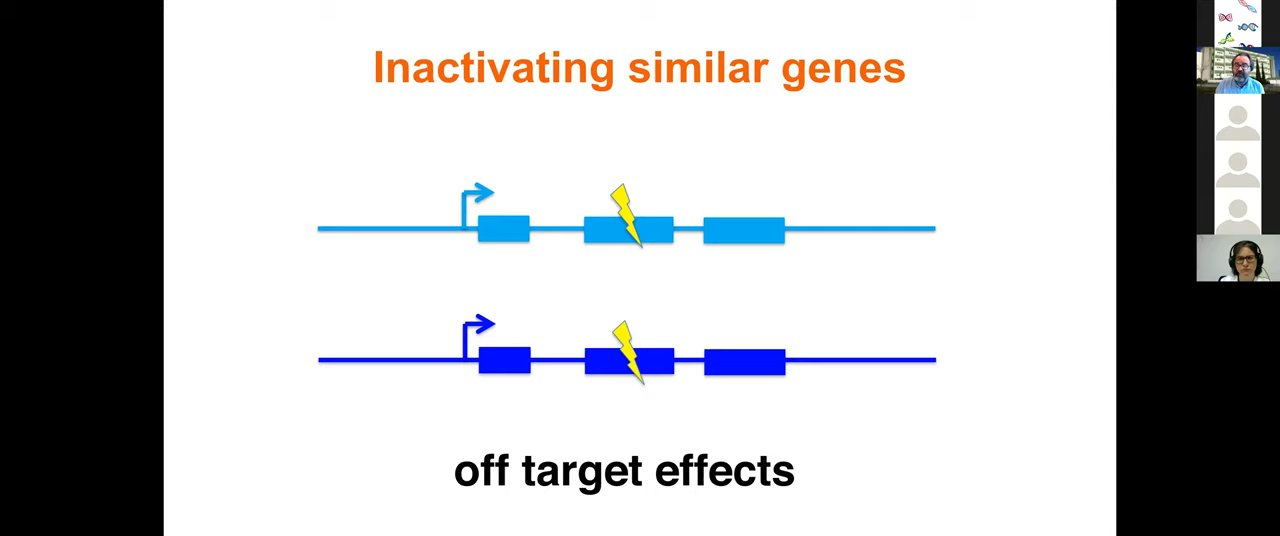 Inactivating similar genes
off target effects